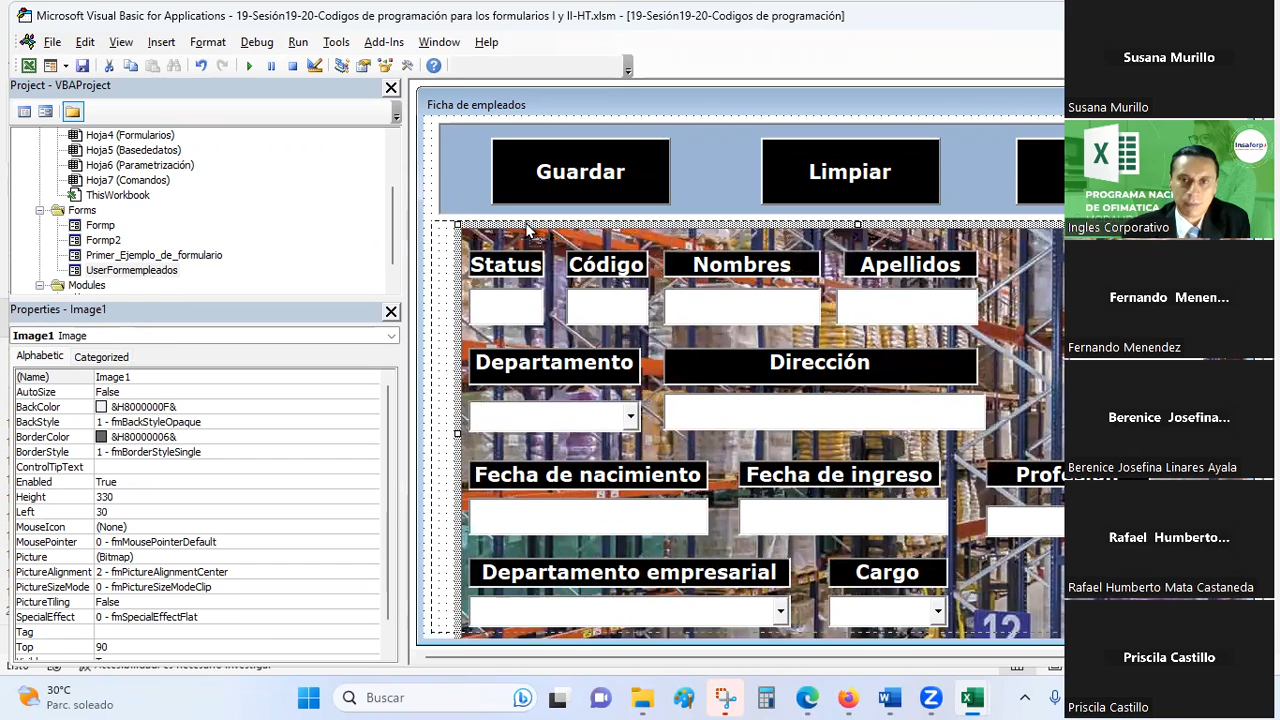 Microsoft Visual Basic for Applications - 19-Sesión19-20-Codigos de programación para los formularios I y II-HT.xlsm - [19-Sesión19-20-Codigos de programación]
File Edit View Insert Format Debug Run Tools Add-Ins Window Help
Project - VBAProject
Hoja4 (Formularios)
Hoja5 (Basededatos)
Hoja6 (Parametrización)
Hoja7 (Comandos)
ThisWorkbook
Forms
Formp
Formp2
Primer_Ejemplo_de_formulario
UserFormempleados
Modules
Properties - Image1
Image1 Image
Alphabetic Categorized
(Name) Image1
AutoSize False
BackColor &H8000000F&
BackStyle 1 - fmBackStyleOpaque
BorderColor &H80000006&
BorderStyle 1 - fmBorderStyleSingle
ControlTipText
Enabled True
Height 330
Left 30
MouseIcon (None)
MousePointer 0 - fmMousePointerDefault
Picture (Bitmap)
PictureAlignment 2 - fmPictureAlignmentCenter
PictureSizeMode 0 - fmPictureSizeModeClip
PictureTiling False
SpecialEffect 0 - fmSpecialEffectFlat
Tag
Top 90
Ficha de empleados
Guardar Limpiar
Status Código Nombres Apellidos
Departamento Dirección
Fecha de nacimiento Fecha de ingreso
Departamento empresarial Cargo
12
Susana Murillo
Susana Murillo
Insaforp
PROGRAMA NAC
DE OFIMATICA
Ingles Corporativo
Fernando Menen...
Fernando Menendez
Berenice Josefina...
Berenice Josefina Linares Ayala
Rafael Humberto...
Rafael Humberto Mata Castaneda
Priscila Castillo
Priscila Castillo
30°C
Parc. soleado
Buscar